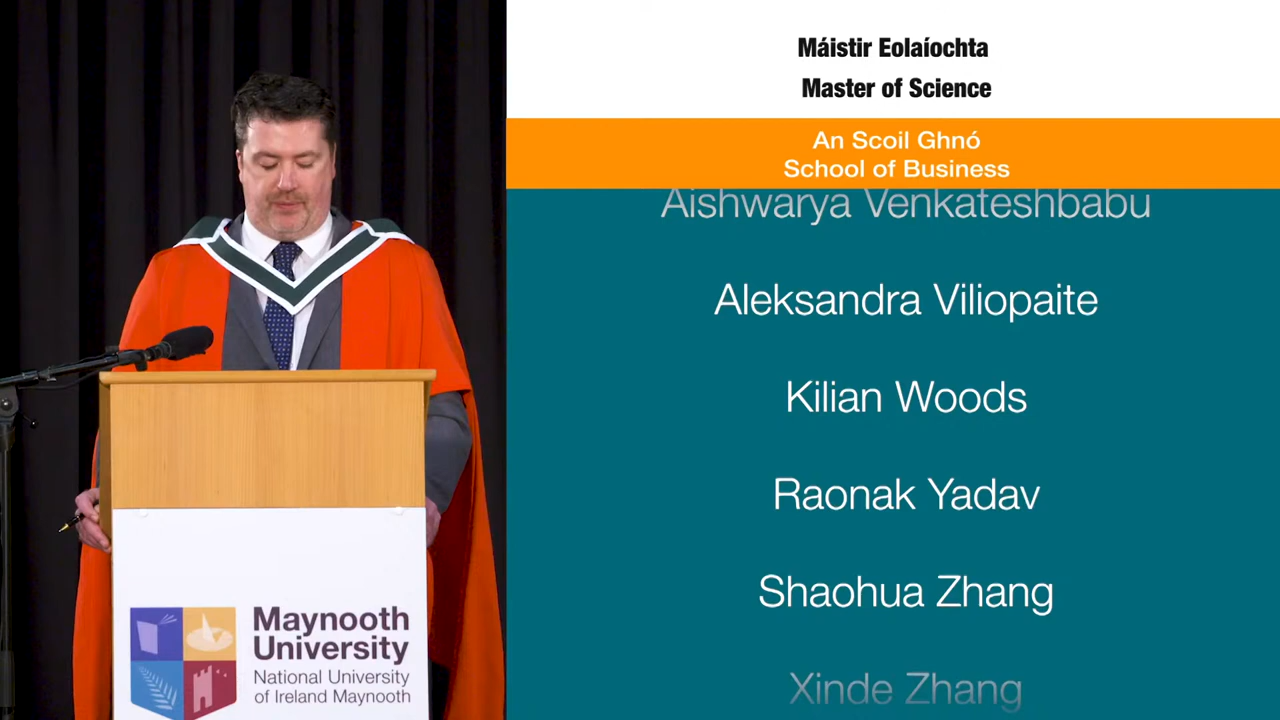 Máistir Eolaíochta
Master of Science
An Scoil Ghnó
School of Business
Aishwarya Venkateshbabu
Aleksandra Viliopaite
Kilian Woods
Raonak Yadav
Shaohua Zhang
Xinde Zhang
Maynooth
University
National University
of Ireland Maynooth